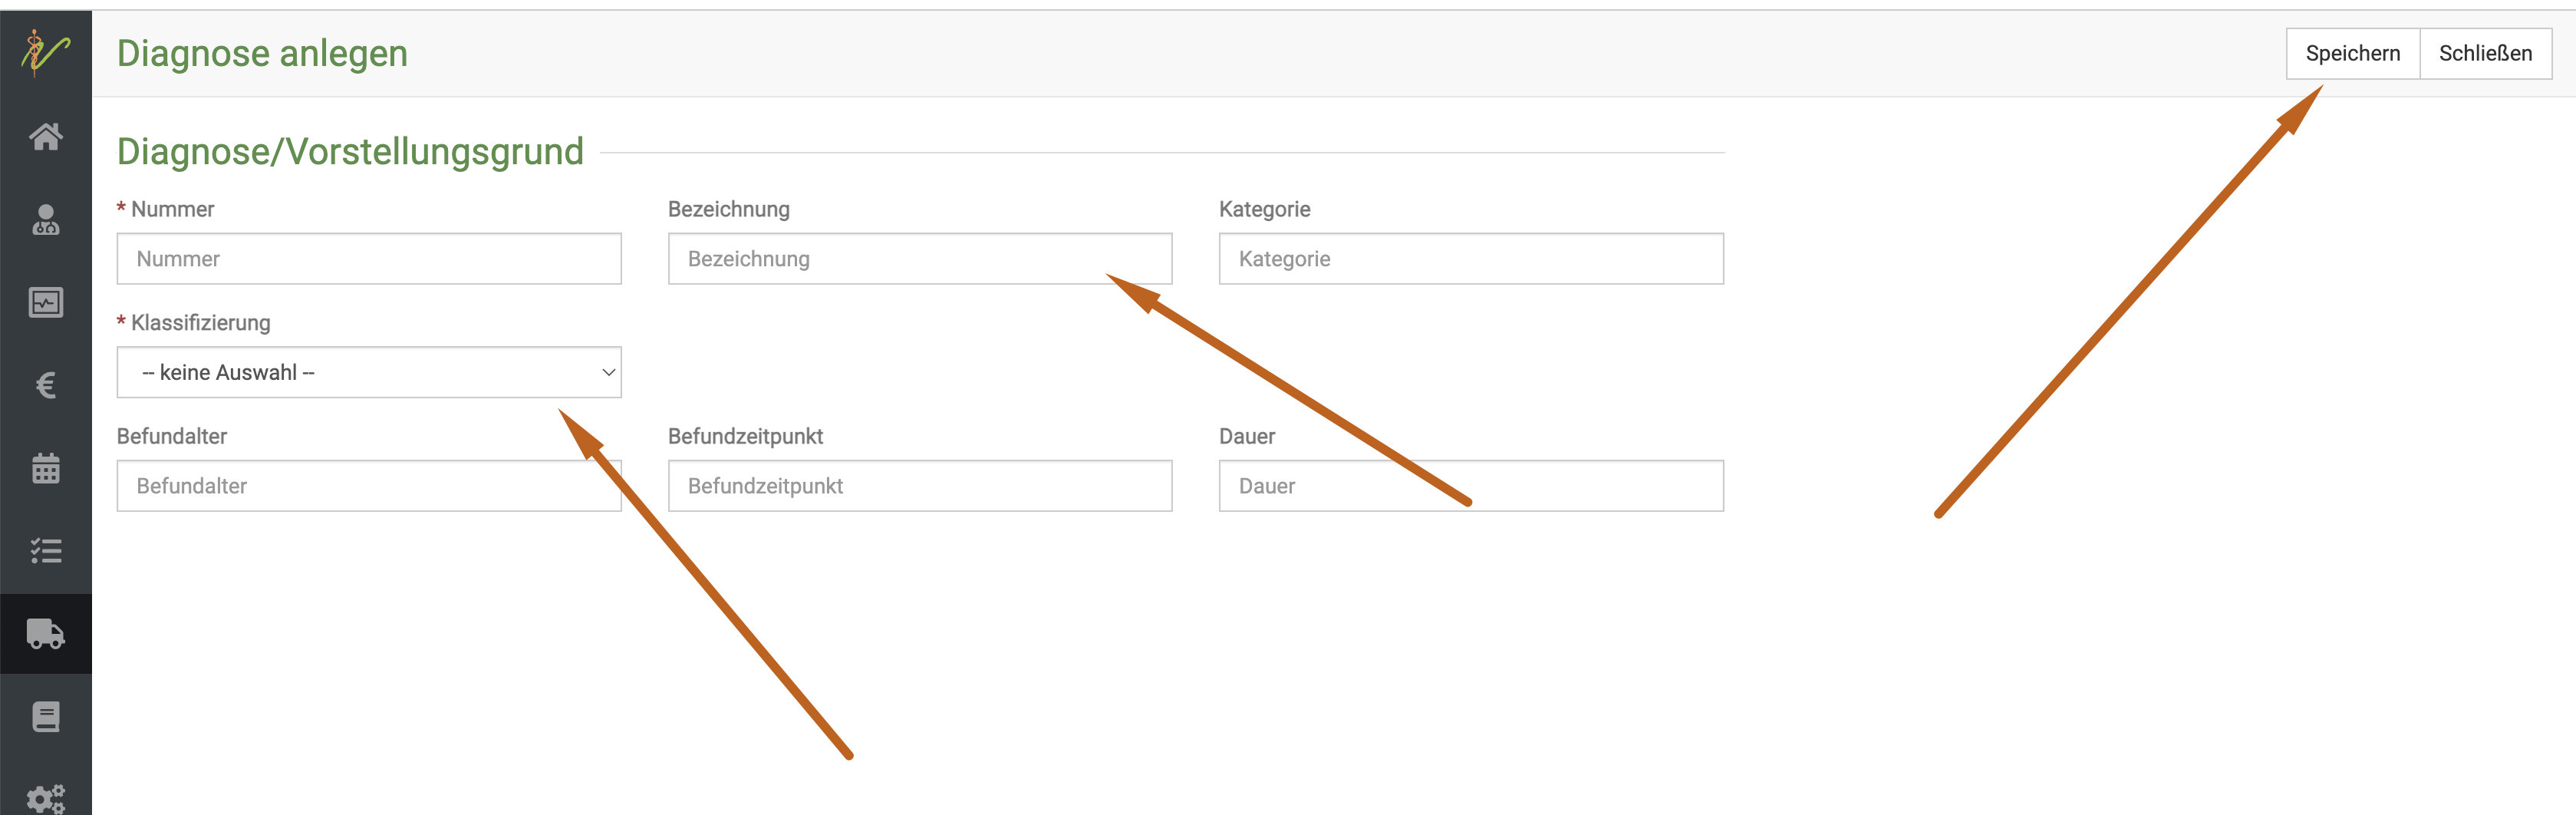 Diagnose anlegen
Speichern Schließen
Diagnose/Vorstellungsgrund
* Nummer Bezeichnung Kategorie
Nummer Bezeichnung Kategorie
* Klassifizierung
-- keine Auswahl --
Befundalter Befundzeitpunkt Dauer
Befundalter Befundzeitpunkt Dauer